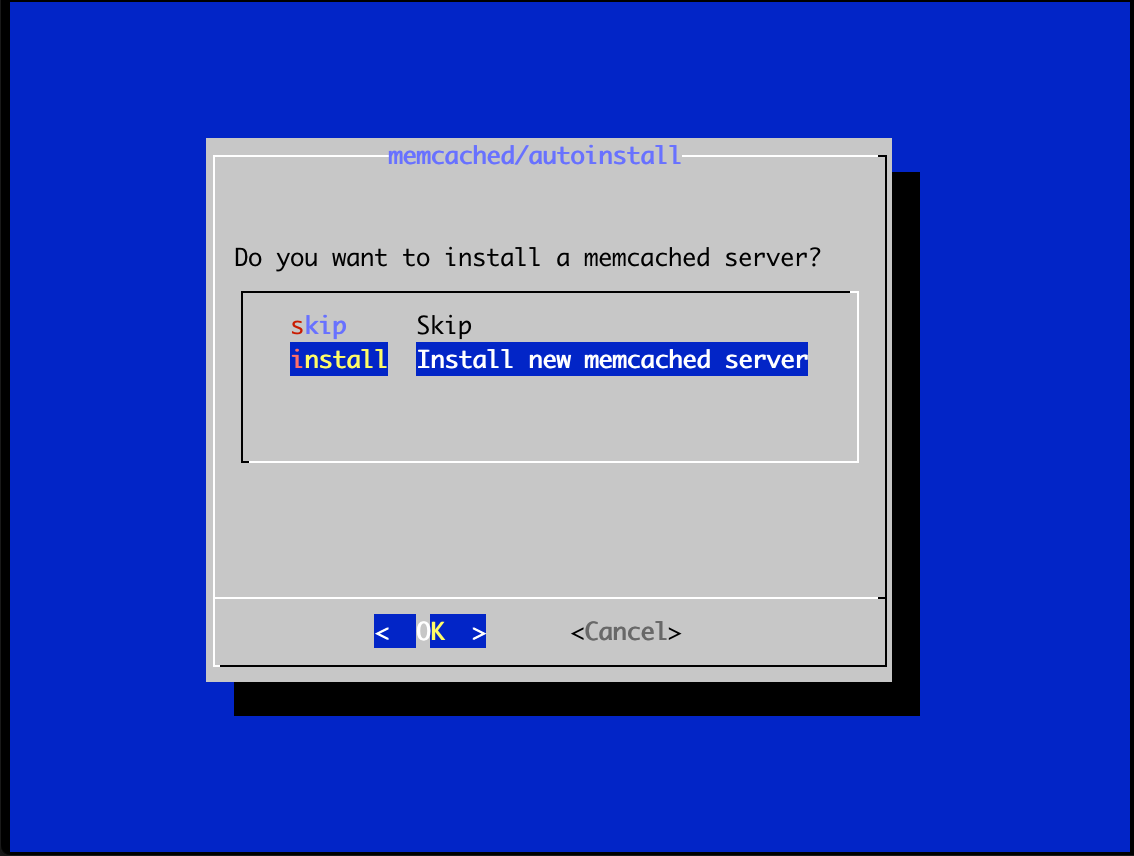 memcached/autoinstall
Do you want to install a memcached server?
skip Skip
install Install new memcached server
< OK > <Cancel>